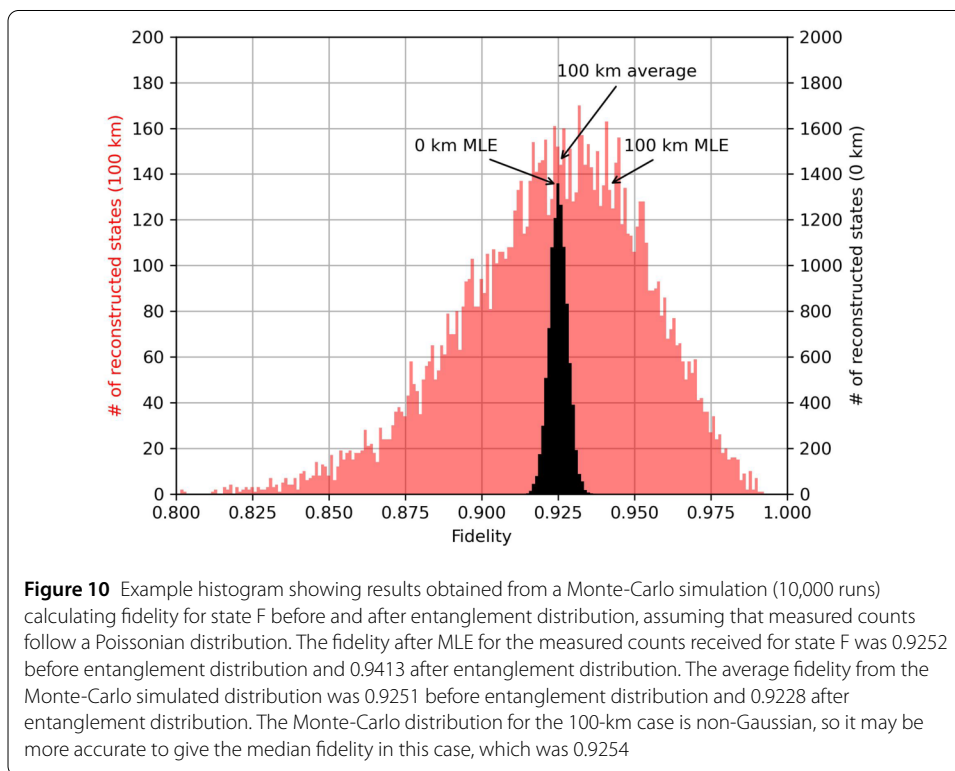 200
180
160
140
120
100
80
60
40
20
0
# of reconstructed states (100 km)
2000
1800
1600
1400
1200
1000
800
600
400
200
0
# of reconstructed states (0 km)
100 km average
0 km MLE
100 km MLE
0.800 0.825 0.850 0.875 0.900 0.925 0.950 0.975 1.000
Fidelity
Figure 10 Example histogram showing results obtained from a Monte-Carlo simulation (10,000 runs)
calculating fidelity for state F before and after entanglement distribution, assuming that measured counts
follow a Poissonian distribution. The fidelity after MLE for the measured counts received for state F was 0.9252
before entanglement distribution and 0.9413 after entanglement distribution. The average fidelity from the
Monte-Carlo simulated distribution was 0.9251 before entanglement distribution and 0.9228 after
entanglement distribution. The Monte-Carlo distribution for the 100-km case is non-Gaussian, so it may be
more accurate to give the median fidelity in this case, which was 0.9254